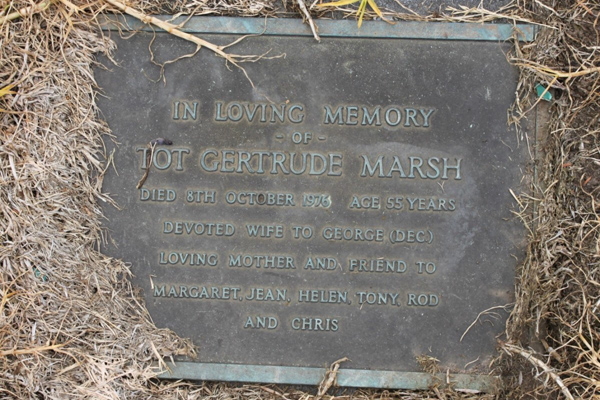 IN LOVING MEMORY
- OF -
TOT GERTRUDE MARSH
DIED 8TH OCTOBER 1976, AGE, 55 YEARS
DEVOTED WIFE TO GEORGE (DEC)
LOVING MOTHER AND, FRIEND TO
MARGARET, JEAN, HELEN, TONY, ROD
AND CHRIS